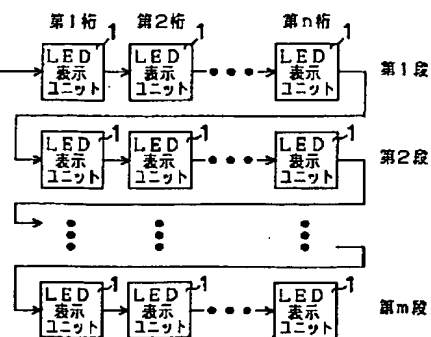 第1桁 第2桁 第n桁
1 1 1
LED LED LED 第1段
表示 表示 表示
ユニット ユニット ユニット
1 1 1
LED LED LED 第2段
表示 表示 表示
ユニット ユニット ユニット
1 1 1
LED LED LED 第m段
表示 表示 表示
ユニット ユニット ユニット